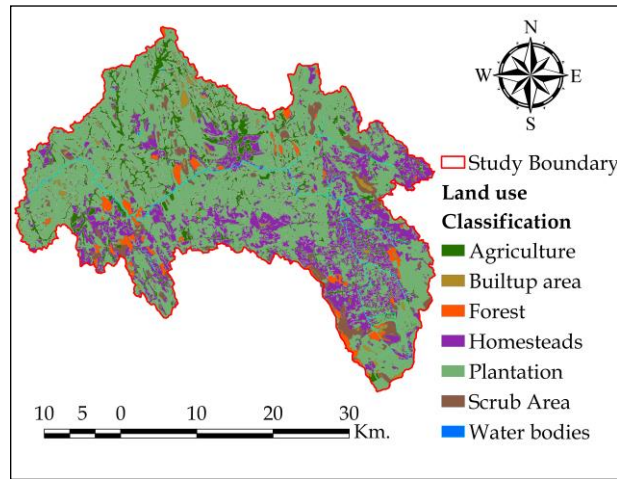 N
W E
S
Study Boundary
Land use
Classification
Agriculture
Builtup area
Forest
Homesteads
Plantation
Scrub Area
Water bodies
10 5 0 10 20 30
Km.